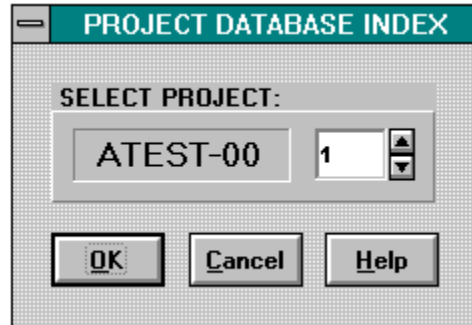 PROJECT DATABASE INDEX
SELECT PROJECT:
ATEST-00 1
OK Cancel Help